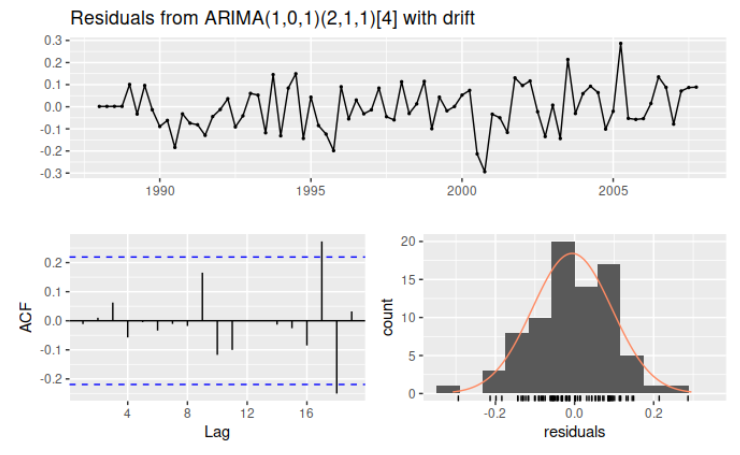 Residuals from ARIMA(1,0,1)(2,1,1)[4] with drift
0.3
0.2
0.1
0.0
-0.1
-0.2
-0.3
1990 1995 2000 2005
ACF
0.2
0.1
0.0
-0.1
-0.2
4 8 12 16
Lag
count
20
15
10
5
0
-0.2 0.0 0.2
residuals